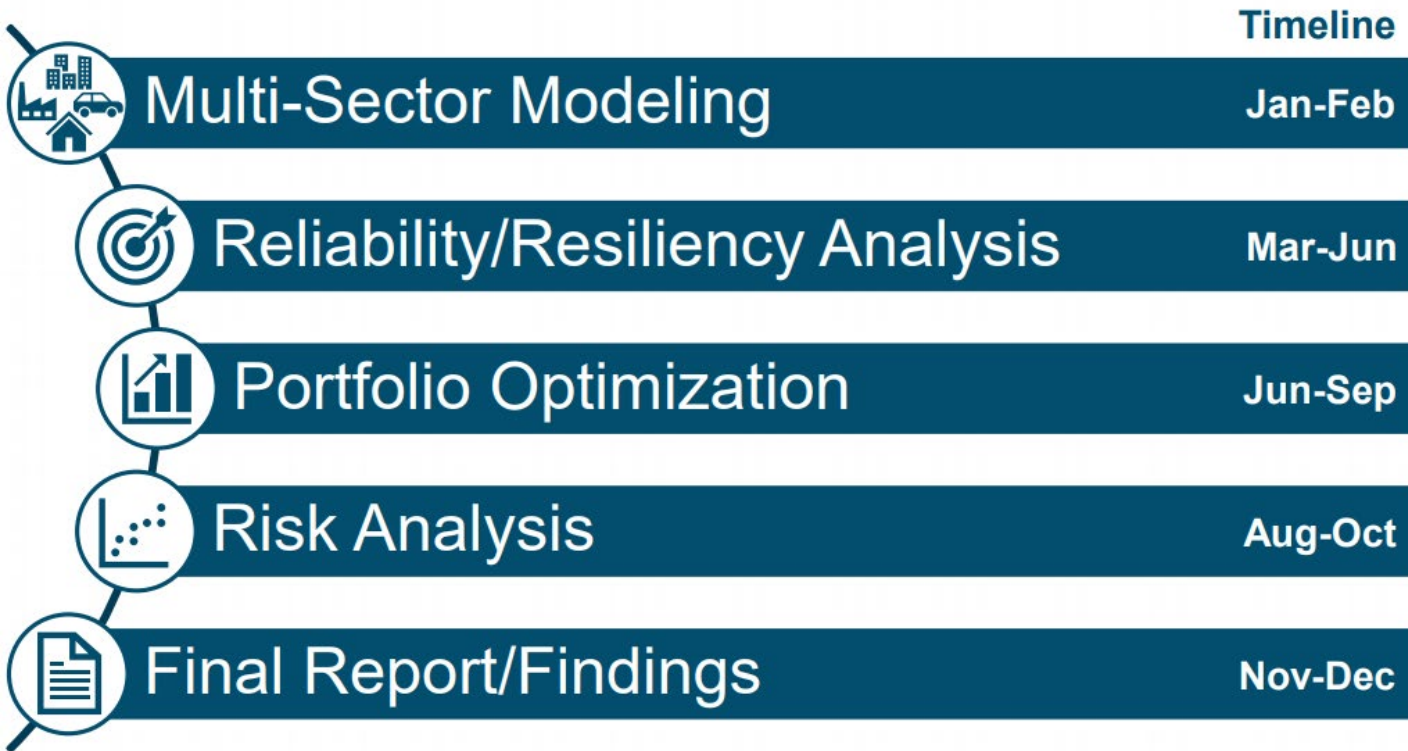 Timeline
Multi-Sector Modeling Jan-Feb
Reliability/Resiliency Analysis Mar-Jun
Portfolio Optimization Jun-Sep
Risk Analysis Aug-Oct
Final Report/Findings Nov-Dec